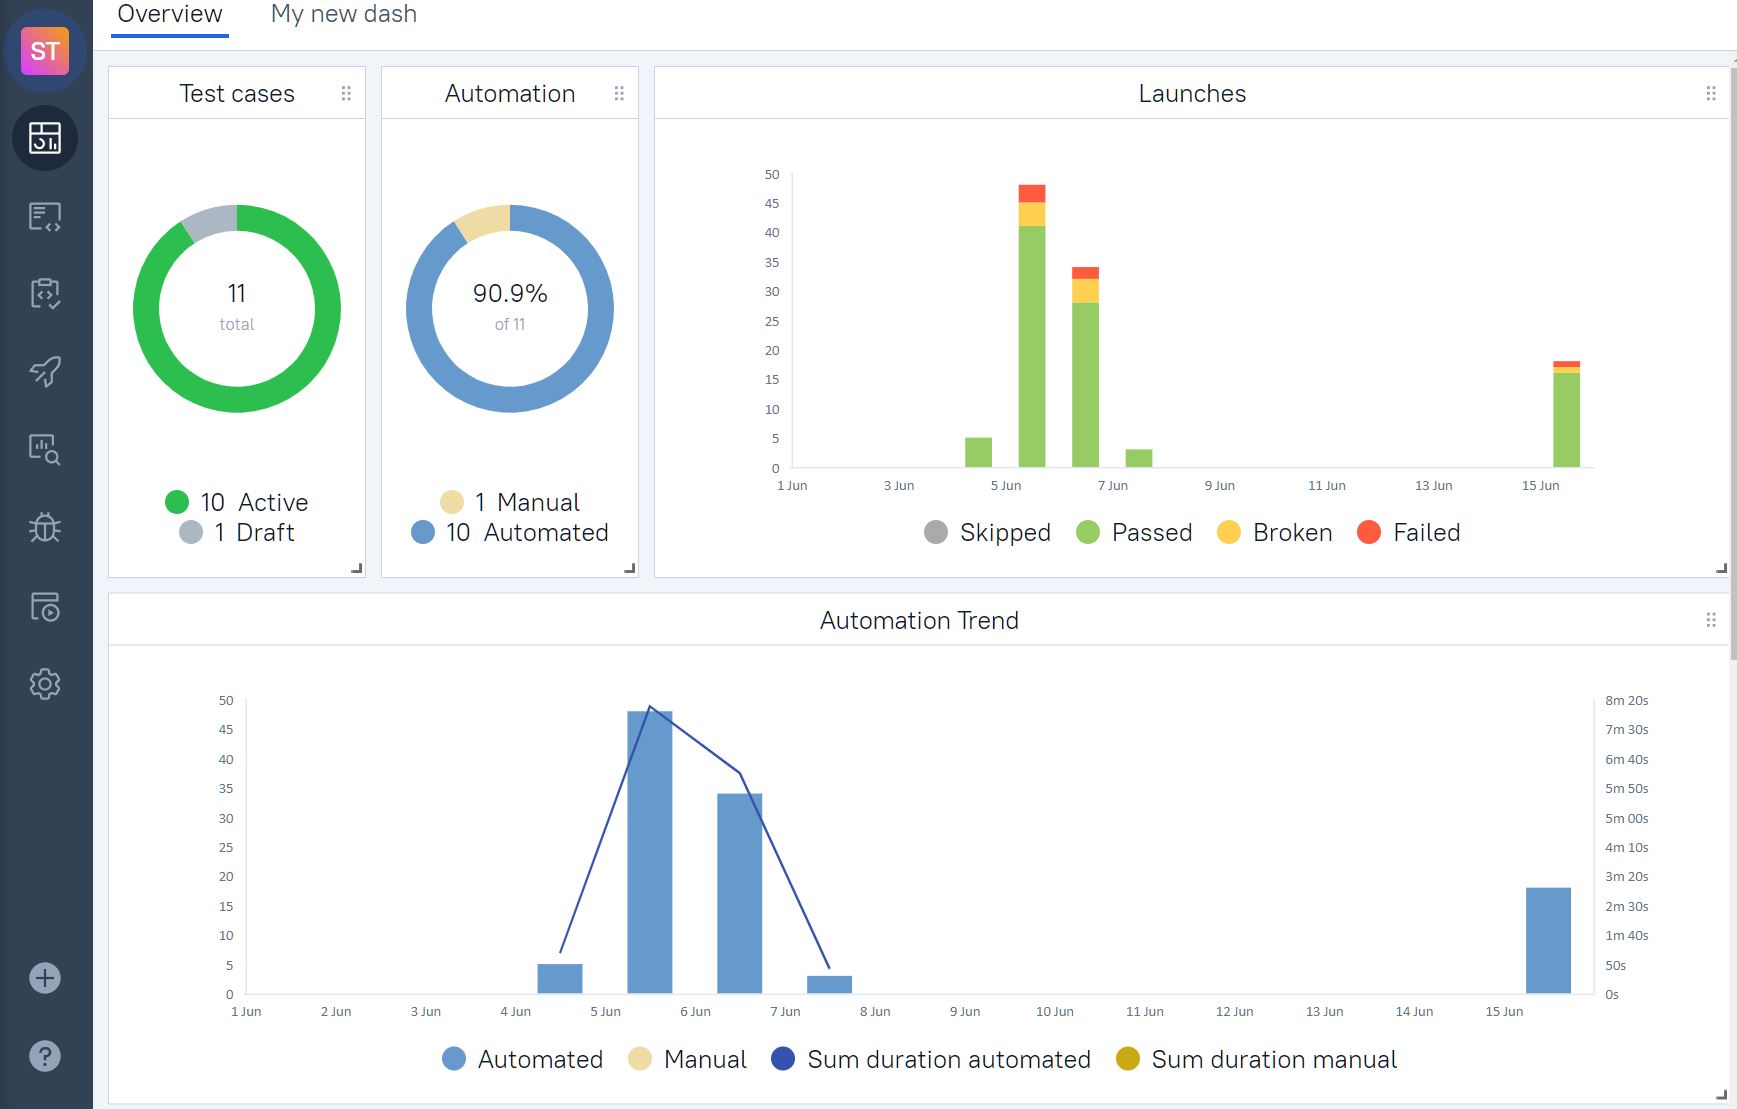 ST
Overview
My new dash
Test cases
11
total
10 Active
1 Draft
Automation
90.9%
of 11
1 Manual
10 Automated
Launches
50
45
40
35
30
25
20
15
10
5
0
1 Jun
3 Jun
5 Jun
7 Jun
9 Jun
11 Jun
13 Jun
15 Jun
Skipped
Passed
Broken
Failed
Automation Trend
50
45
40
35
30
25
20
15
10
5
0
8m 20s
7m 30s
6m 40s
5m 50s
5m 00s
4m 10s
3m 20s
2m 30s
1m 40s
50s
0s
1 Jun
2 Jun
3 Jun
4 Jun
5 Jun
6 Jun
7 Jun
8 Jun
9 Jun
10 Jun
11 Jun
12 Jun
13 Jun
14 Jun
15 Jun
Automated
Manual
Sum duration automated
Sum duration manual